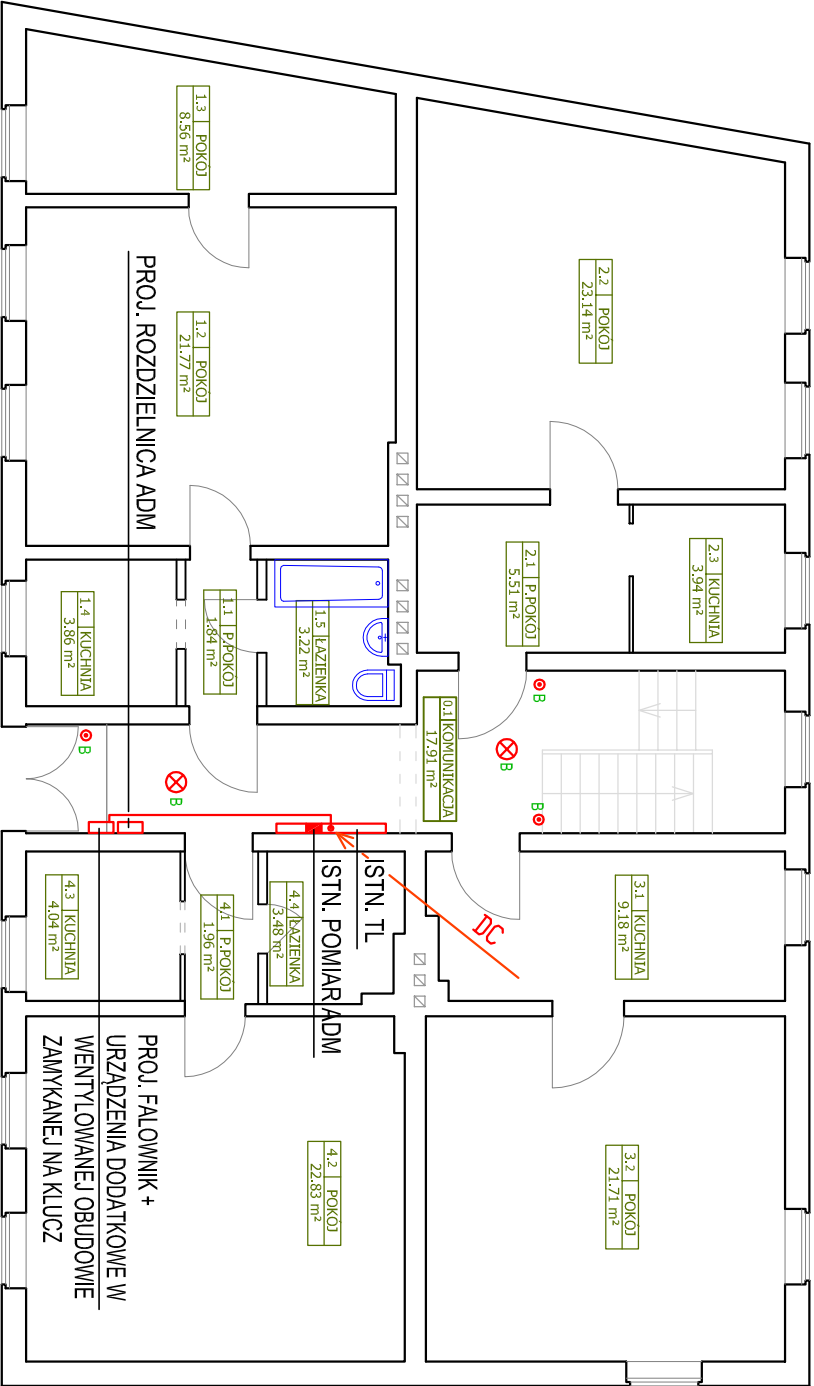 1.3 POKÓJ
8.56 m²
2.2 POKÓJ
23.14 m²
PROJ. ROZDZIELNICA ADM
1.2 POKÓJ
21.77 m²
2.1 P.POKÓJ
5.51 m²
2.3 KUCHNIA
3.94 m²
1.4 KUCHNIA
3.86 m²
1.1 P.POKÓJ
1.84 m²
1.5 ŁAZIENKA
3.22 m²
0.1 KOMUNIKACJA
17.91 m²
B
B
B
B
B
ISTN. TL
ISTN. POMIAR ADM
DC
3.1 KUCHNIA
9.18 m²
4.3 KUCHNIA
4.04 m²
4.1 P.POKÓJ
1.96 m²
4.4 ŁAZIENKA
3.48 m²
PROJ. FALOWNIK +
URZĄDZENIA DODATKOWE W
WENTYLOWANEJ OBUDOWIE
ZAMYKANEJ NA KLUCZ
4.2 POKÓJ
22.83 m²
3.2 POKÓJ
21.71 m²